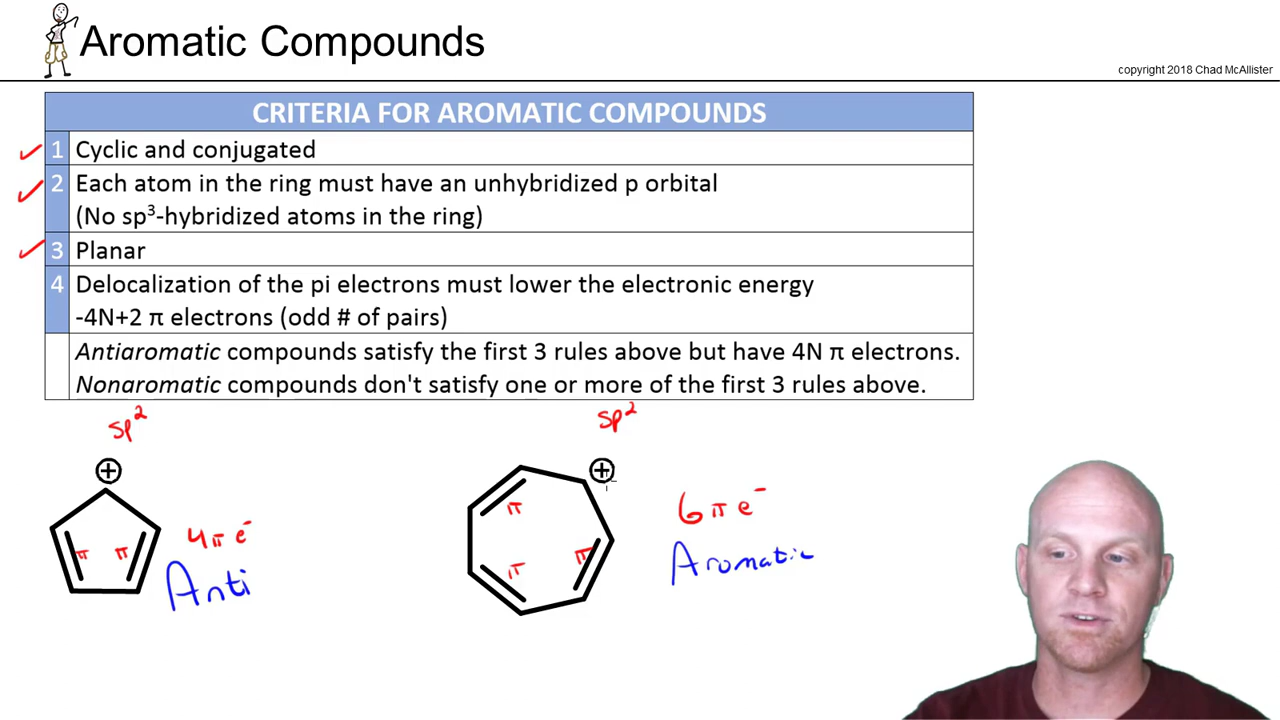 Aromatic Compounds
copyright 2018 Chad McAllister
CRITERIA FOR AROMATIC COMPOUNDS
1 Cyclic and conjugated
2 Each atom in the ring must have an unhybridized p orbital
(No sp³-hybridized atoms in the ring)
3 Planar
4 Delocalization of the pi electrons must lower the electronic energy
-4N+2 π electrons (odd # of pairs)
Antiaromatic compounds satisfy the first 3 rules above but have 4N π electrons.
Nonaromatic compounds don't satisfy one or more of the first 3 rules above.
sp²
+
π π
4π e⁻
Anti
sp²
+
π
π
π
6π e⁻
Aromatic